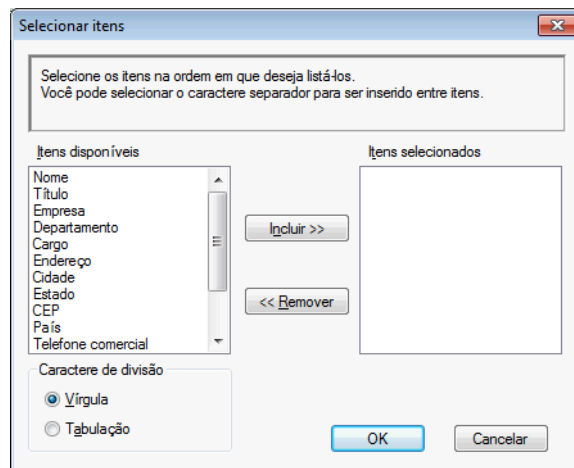 Selecionar itens
Selecione os itens na ordem em que deseja listá-los.
Você pode selecionar o caractere separador para ser inserido entre itens.
Itens disponíveis
Itens selecionados
Nome
Título
Empresa
Departamento
Cargo
Endereço
Cidade
Estado
CEP
País
Telefone comercial
Incluir >>
<< Remover
Caractere de divisão
Vírgula
Tabulação
OK
Cancelar